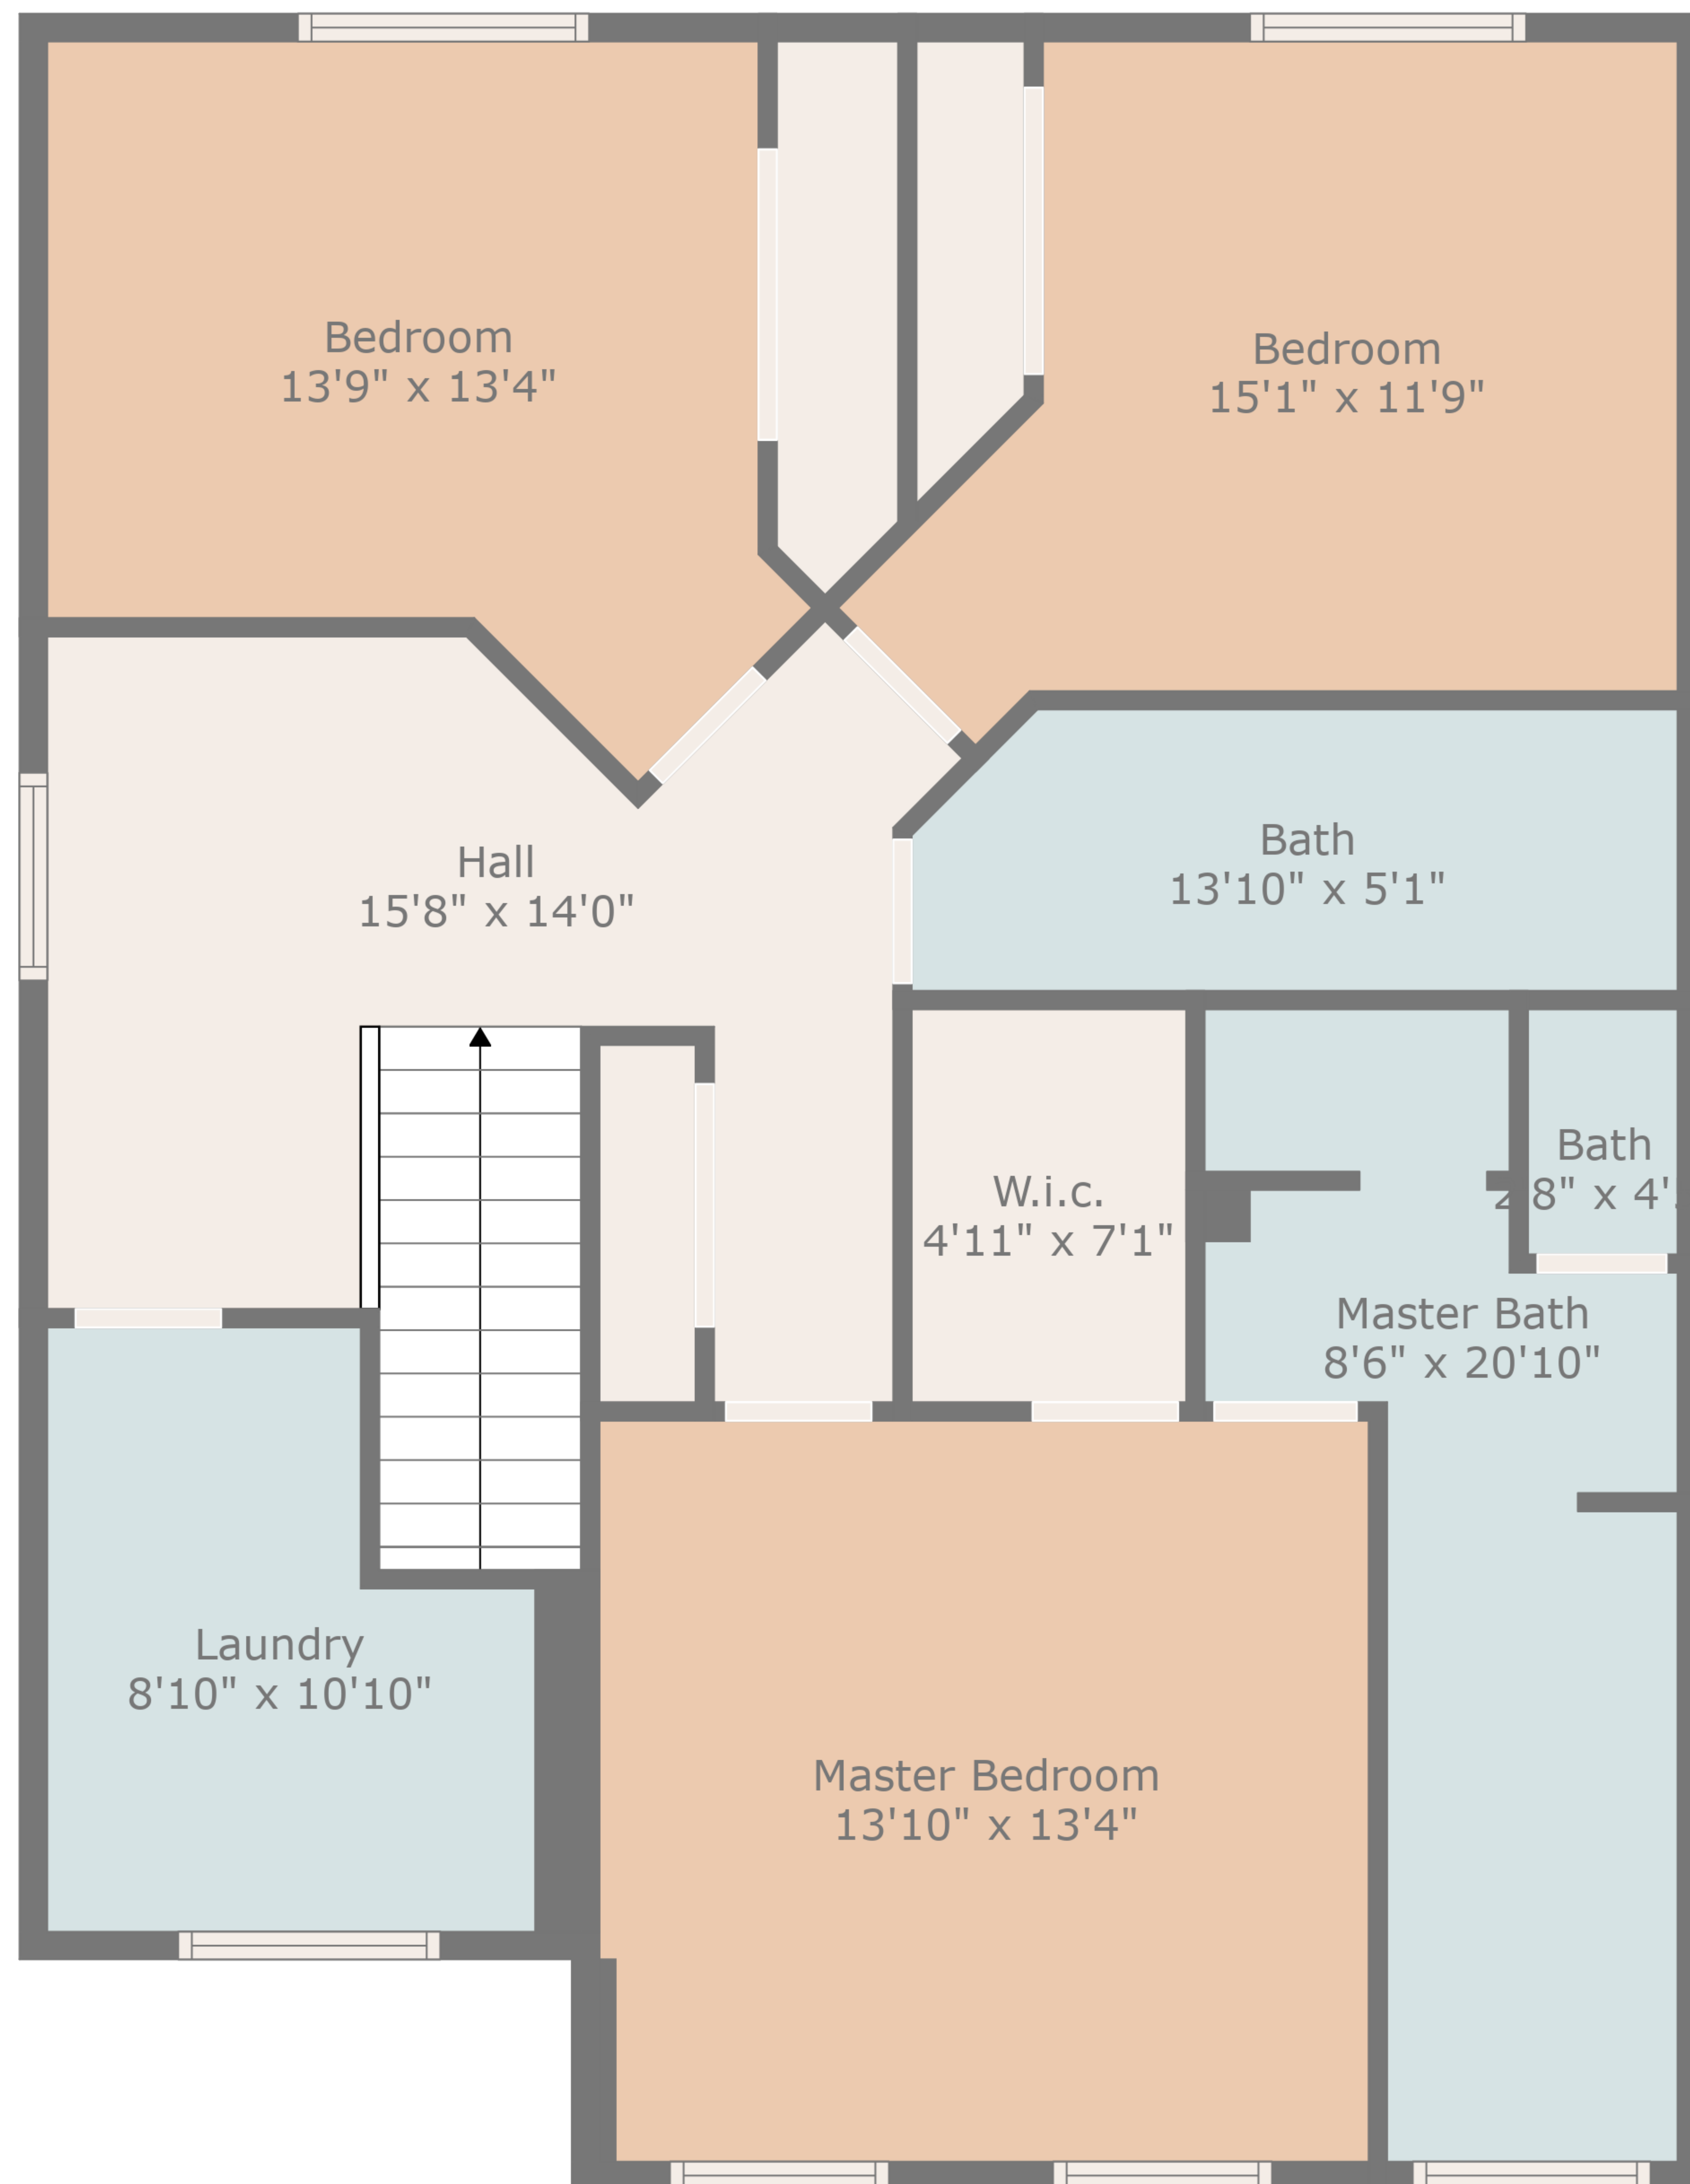 Bedroom
13'9" x 13'4"
Bedroom
15'1" x 11'9"
Hall
15'8" x 14'0"
Bath
13'10" x 5'1"
Bath
8" x 4'
W.i.c.
4'11" x 7'1"
Master Bath
8'6" x 20'10"
Laundry
8'10" x 10'10"
Master Bedroom
13'10" x 13'4"